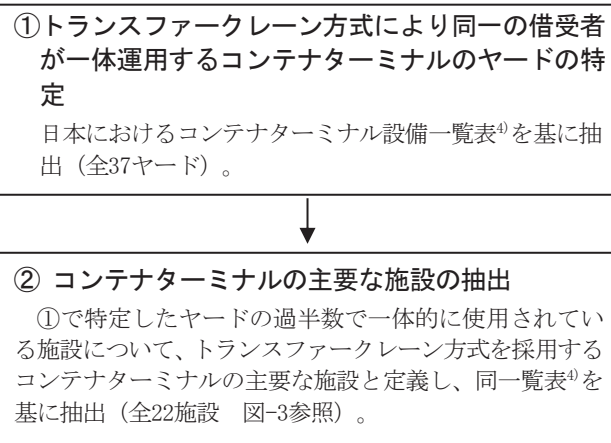 ①トランスファークレーン方式により同一の借受者
が一体運用するコンテナターミナルのヤードの特
定
日本におけるコンテナターミナル設備一覧表4)を基に抽
出（全37ヤード）。
② コンテナターミナルの主要な施設の抽出
①で特定したヤードの過半数で一体的に使用されてい
る施設について、トランスファークレーン方式を採用する
コンテナターミナルの主要な施設と定義し、同一覧表4)を
基に抽出（全22施設　図-3参照）。